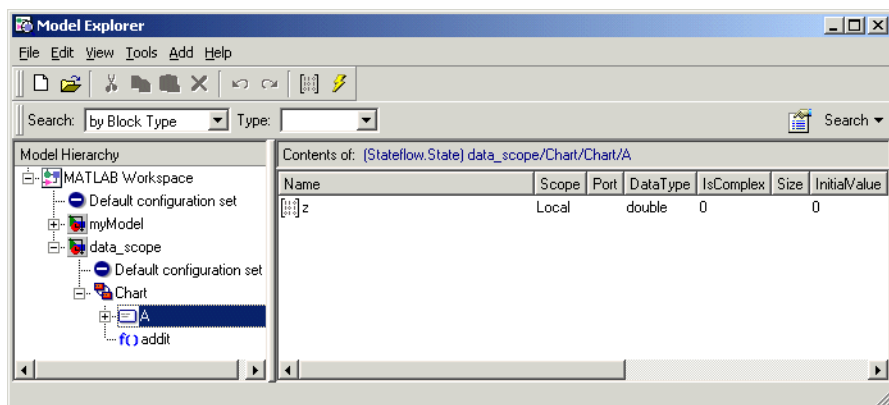 Model Explorer
File Edit View Tools Add Help
Search: by Block Type Type: Search
Model Hierarchy
Contents of: (Stateflow.State) data_scope/Chart/Chart/A
MATLAB Workspace
Default configuration set
myModel
data_scope
Default configuration set
Chart
A
f() addit
Name Scope Port DataType IsComplex Size InitialValue
z Local double 0 0